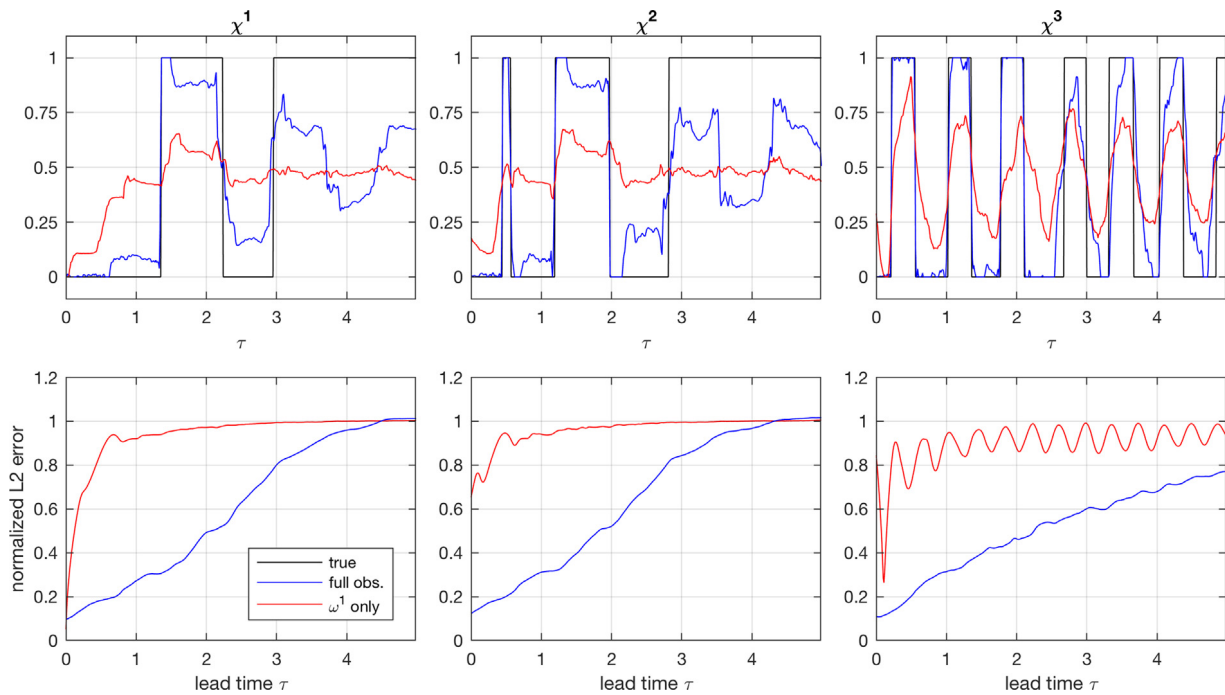 χ¹ χ² χ³
1 1 1
0.75 0.75 0.75
0.5 0.5 0.5
0.25 0.25 0.25
0 0 0
0 1 2 3 4 0 1 2 3 4 0 1 2 3 4
τ τ τ
normalized L2 error
1.2 1.2 1.2
1 1 1
0.8 0.8 0.8
0.6 0.6 0.6
0.4 0.4 0.4
0.2 0.2 0.2
0 0 0
true
full obs.
ω¹ only
0 1 2 3 4 5 0 1 2 3 4 5 0 1 2 3 4 5
lead time τ lead time τ lead time τ